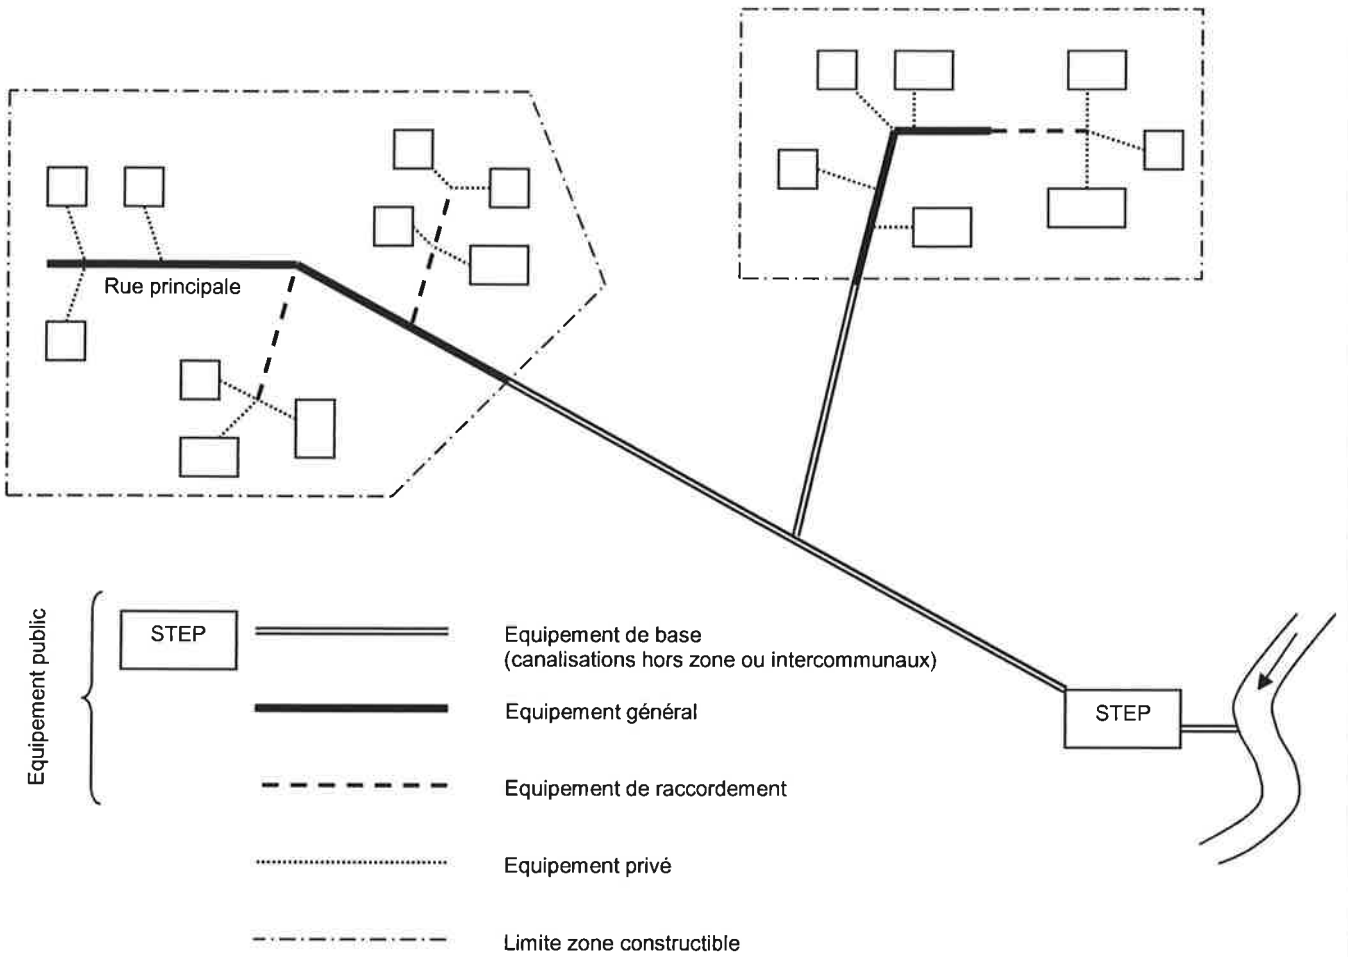 Rue principale
Equipement public
STEP
Equipement de base
(canalisations hors zone ou intercommunaux)
Equipement général
STEP
Equipement de raccordement
Equipement privé
Limite zone constructible